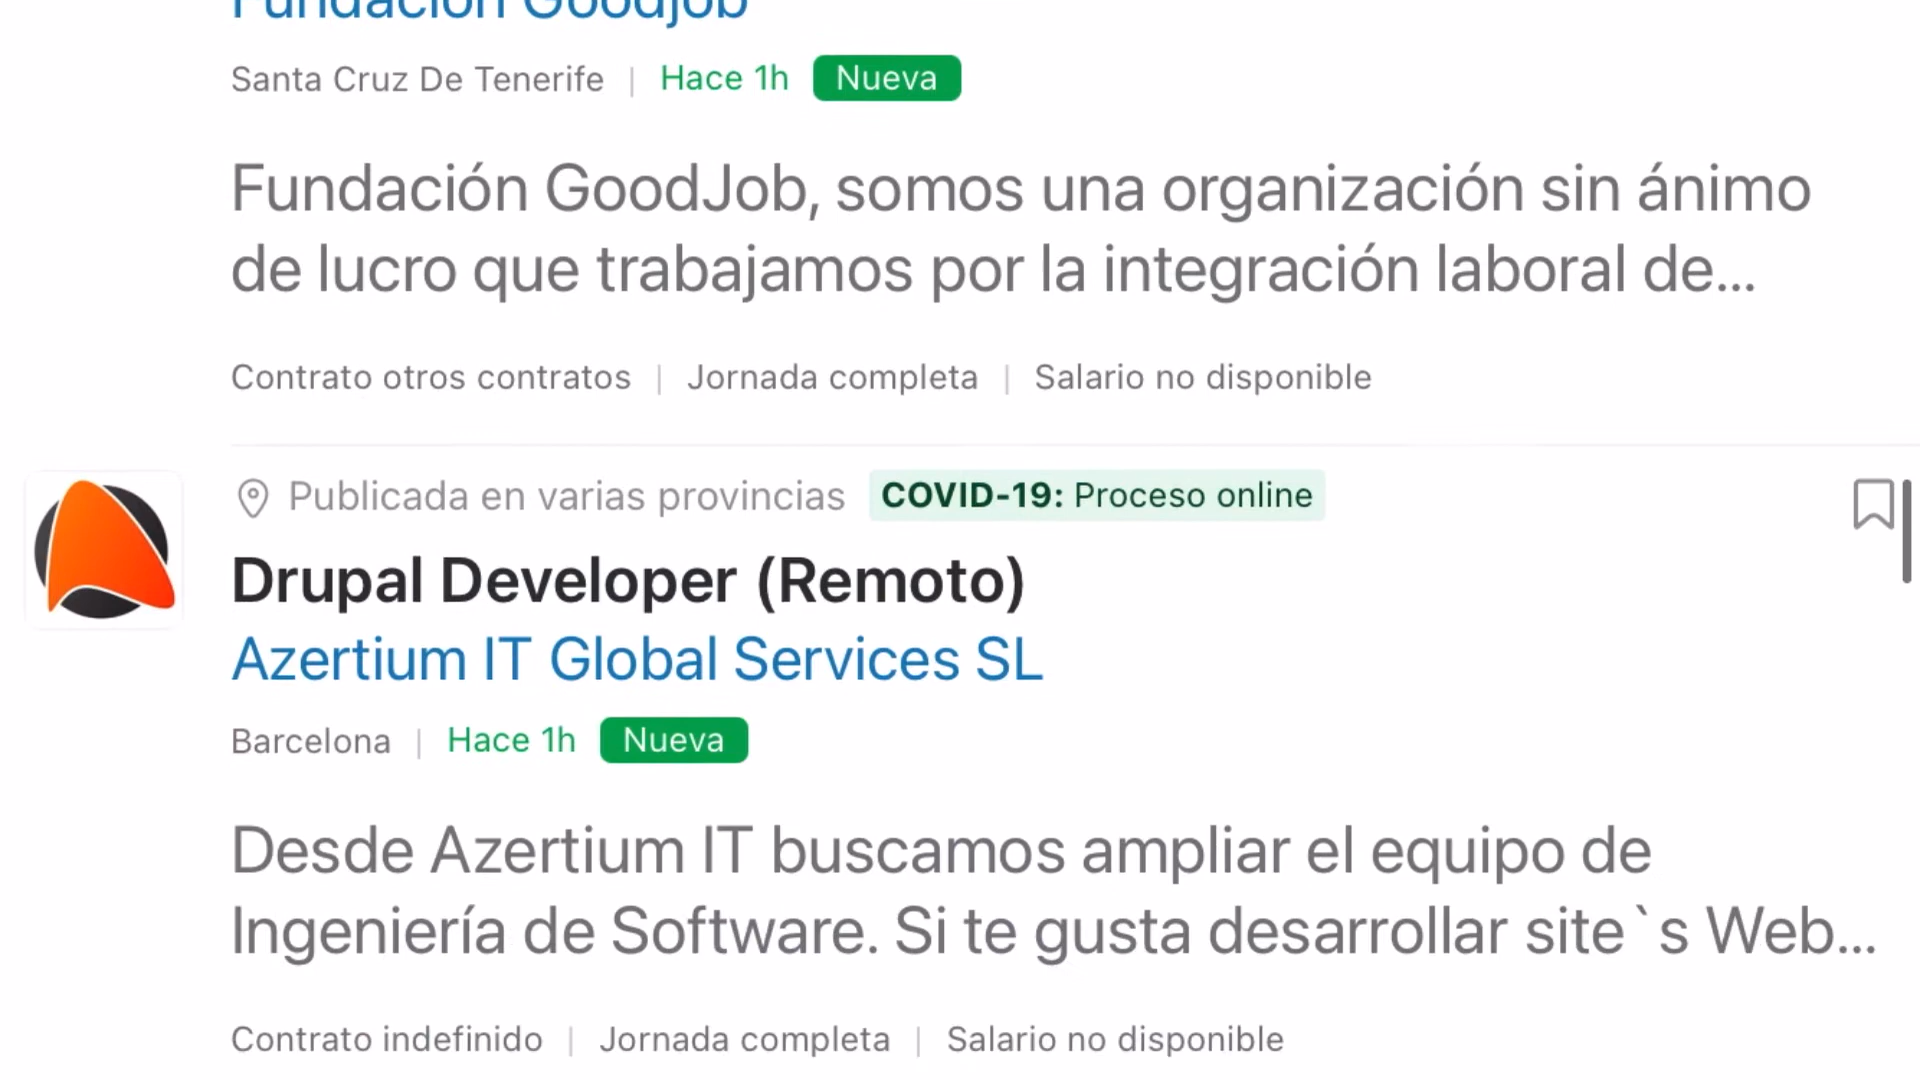 Fundación Goodjob
Santa Cruz De Tenerife | Hace 1h Nueva
Fundación GoodJob, somos una organización sin ánimo
de lucro que trabajamos por la integración laboral de...
Contrato otros contratos | Jornada completa | Salario no disponible
Publicada en varias provincias COVID-19: Proceso online
Drupal Developer (Remoto)
Azertium IT Global Services SL
Barcelona | Hace 1h Nueva
Desde Azertium IT buscamos ampliar el equipo de
Ingeniería de Software. Si te gusta desarrollar site`s Web...
Contrato indefinido | Jornada completa | Salario no disponible